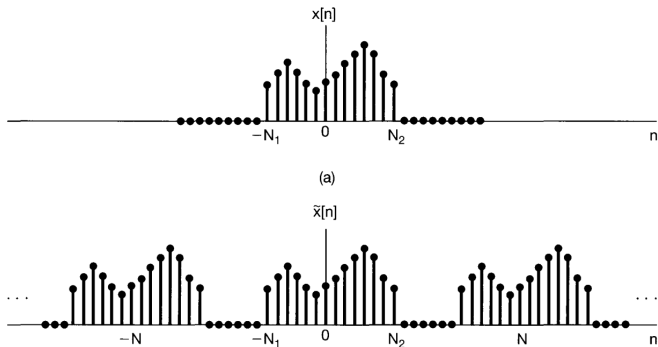 x[n]
−N₁ 0 N₂ n
(a)
x̃[n]
. . . . . .
−N −N₁ 0 N₂ N n